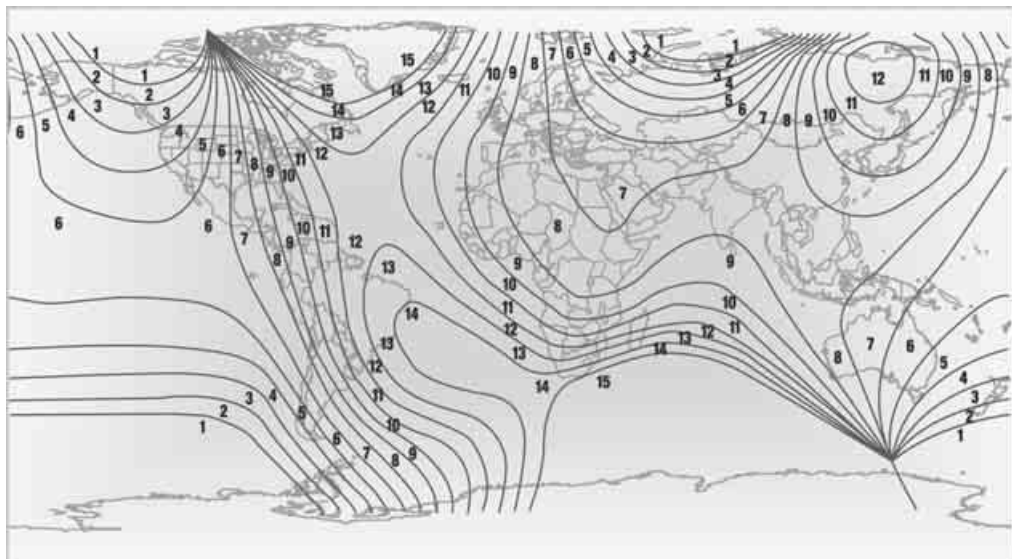 1 1 15 10 9 8 7 6 5 4 3 2 1 1
2 2 15 14 13 12 11 2 3 4 5 6 12 11 10 9 8
3 3 14 11
6 5 4 4 13 7 8 9 10
5 6 7 8 9 10 11 12
7
6 6 7 8 9 10 11 12 8
13 9 9
10 10
14 11 11
12 12
13 13 13 8 7 6
12 14 5
4 3 5 11 14 15 4
2 3
1 6 10 2
7 8 9 1